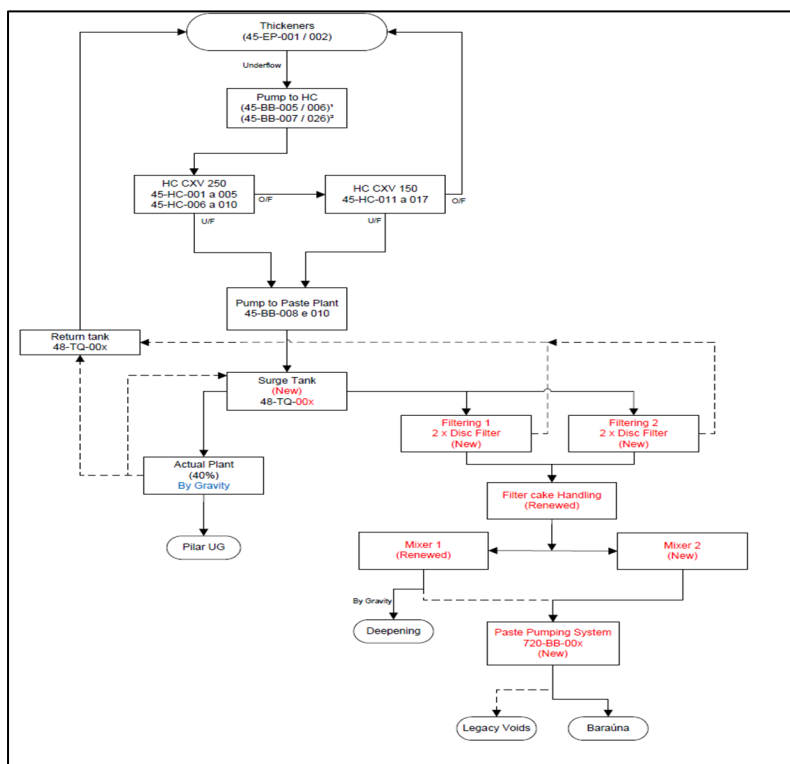 Thickeners
(45-EP-001 / 002)
Underflow
Pump to HC
(45-BB-005 / 006)¹
(45-BB-007 / 026)²
HC CXV 250
45-HC-001 a 005
45-HC-006 a 010
O/F
HC CXV 150
45-HC-011 a 017
O/F
U/F
U/F
Pump to Paste Plant
45-BB-008 e 010
Return tank
48-TQ-00x
Surge Tank
(New)
48-TQ-00x
Filtering 1
2 x Disc Filter
(New)
Filtering 2
2 x Disc Filter
(New)
Actual Plant
(40%)
By Gravity
Filter cake Handling
(Renewed)
Pilar UG
Mixer 1
(Renewed)
Mixer 2
(New)
By Gravity
Deepening
Paste Pumping System
720-BB-00x
(New)
Legacy Voids
Baraúna